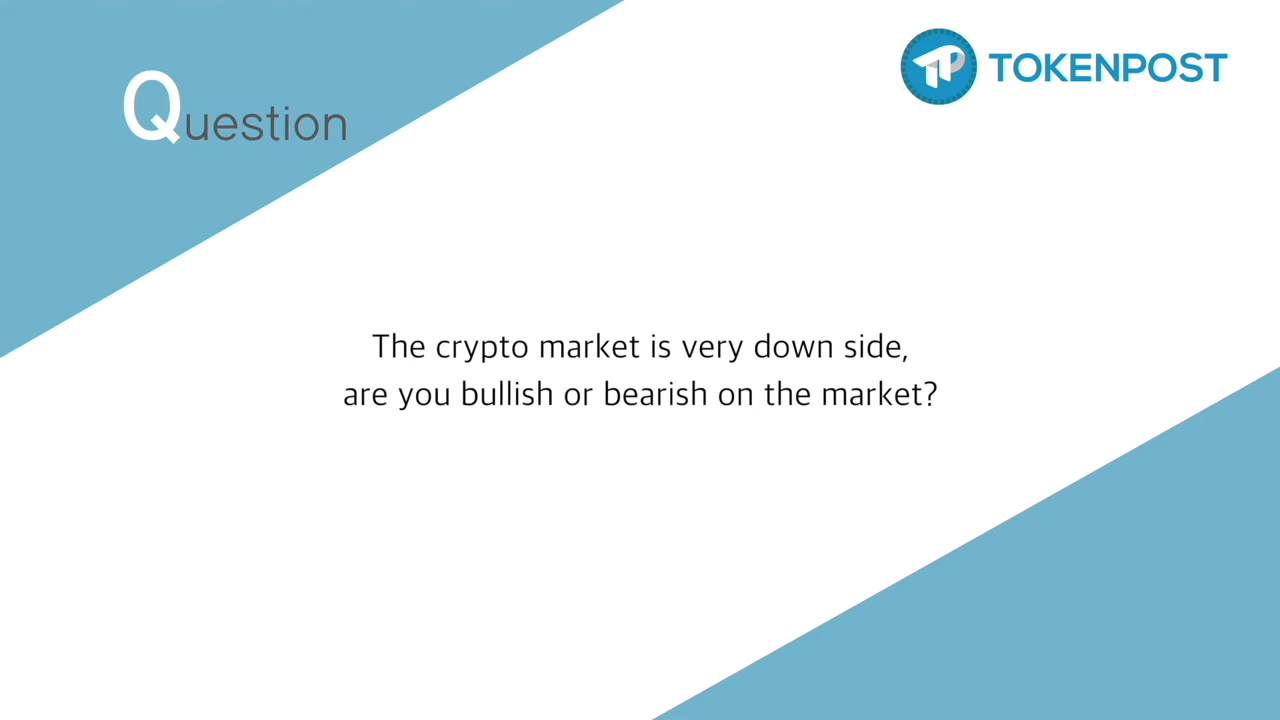 Question
TOKENPOST
The crypto market is very down side,
are you bullish or bearish on the market?